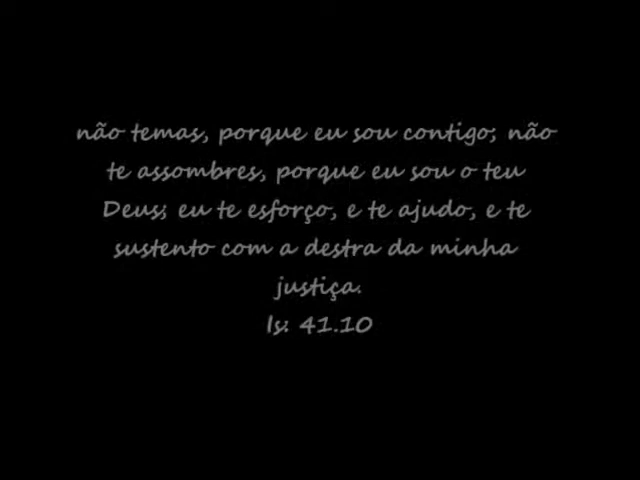 não temas, porque eu sou contigo; não
te assombres, porque eu sou o teu
Deus; eu te esforço, e te ajudo, e te
sustento com a destra da minha
justiça.
Is: 41.10